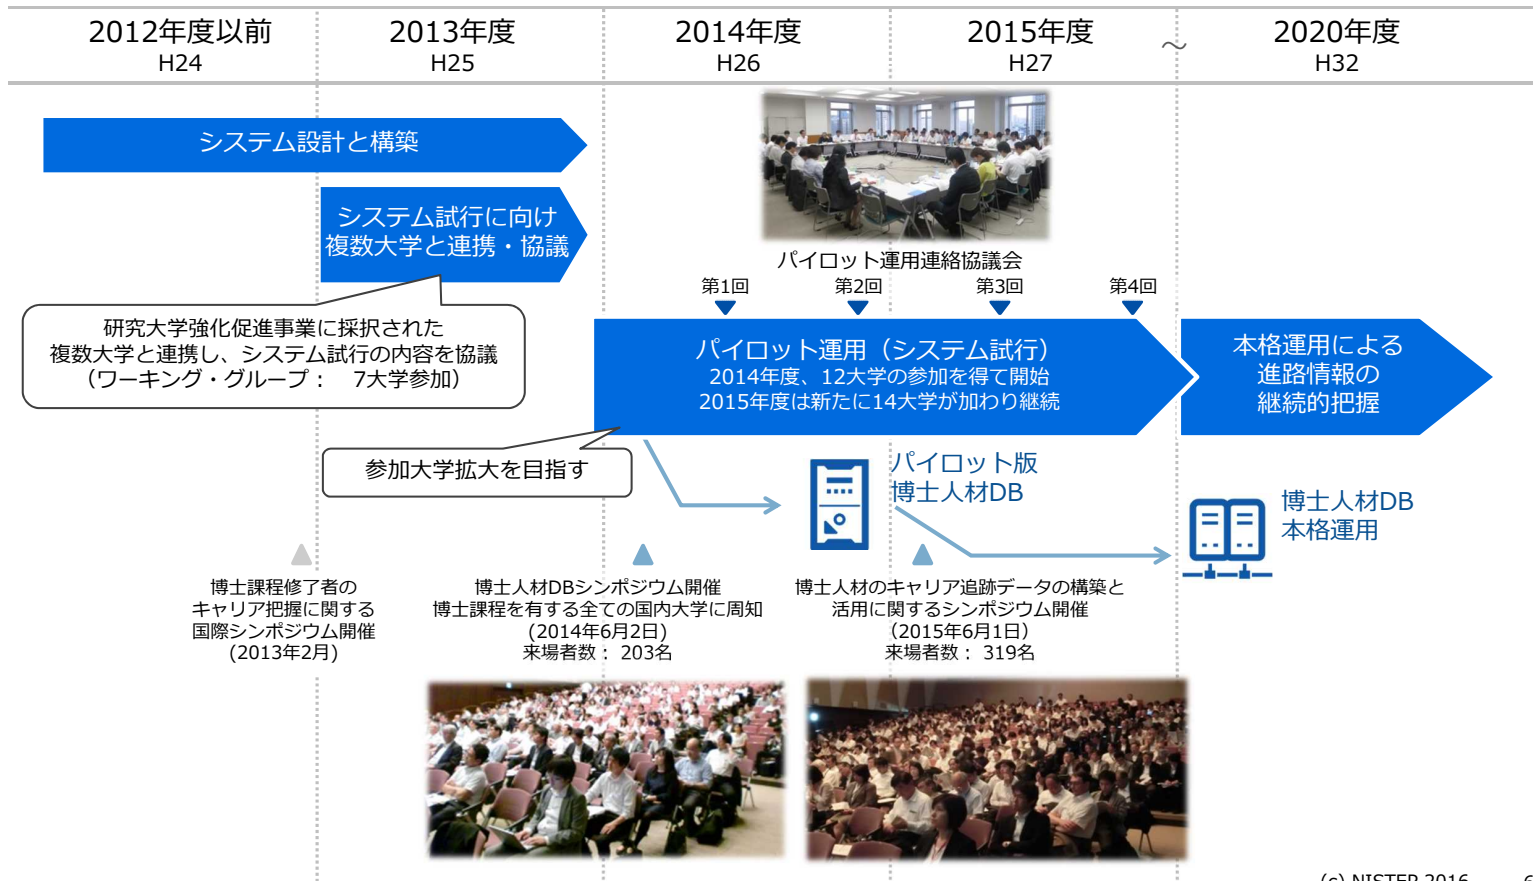 2012年度以前
H24
2013年度
H25
2014年度
H26
2015年度
H27
～
2020年度
H32
システム設計と構築
システム試行に向け
複数大学と連携・協議
研究大学強化促進事業に採択された
複数大学と連携し、システム試行の内容を協議
（ワーキング・グループ：　7大学参加）
パイロット運用連絡協議会
第1回
第2回
第3回
第4回
パイロット運用（システム試行）
2014年度、12大学の参加を得て開始
2015年度は新たに14大学が加わり継続
本格運用による
進路情報の
継続的把握
参加大学拡大を目指す
パイロット版
博士人材DB
博士人材DB
本格運用
博士課程修了者の
キャリア把握に関する
国際シンポジウム開催
(2013年2月)
博士人材DBシンポジウム開催
博士課程を有する全ての国内大学に周知
(2014年6月2日)
来場者数： 203名
博士人材のキャリア追跡データの構築と
活用に関するシンポジウム開催
（2015年6月1日）
来場者数： 319名
(c) NISTEP 2016